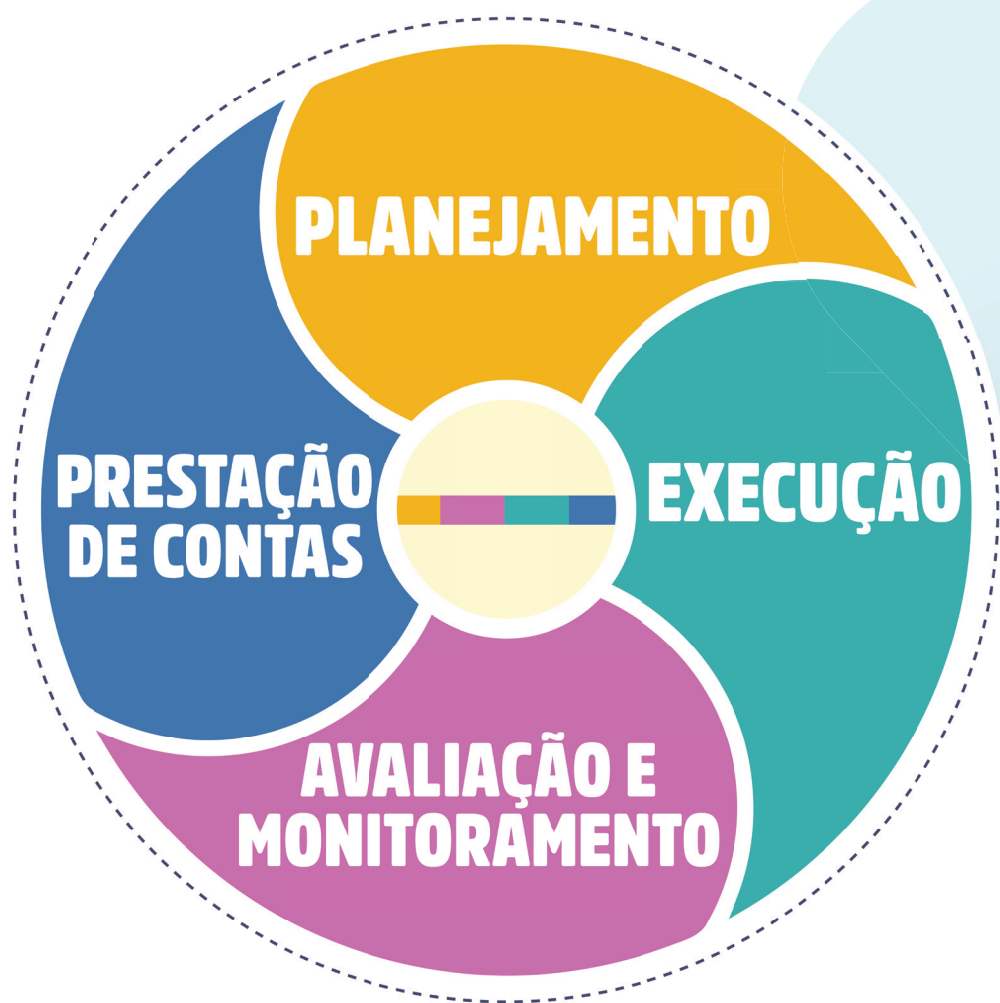 PLANEJAMENTO
EXECUÇÃO
AVALIAÇÃO E
MONITORAMENTO
PRESTAÇÃO
DE CONTAS